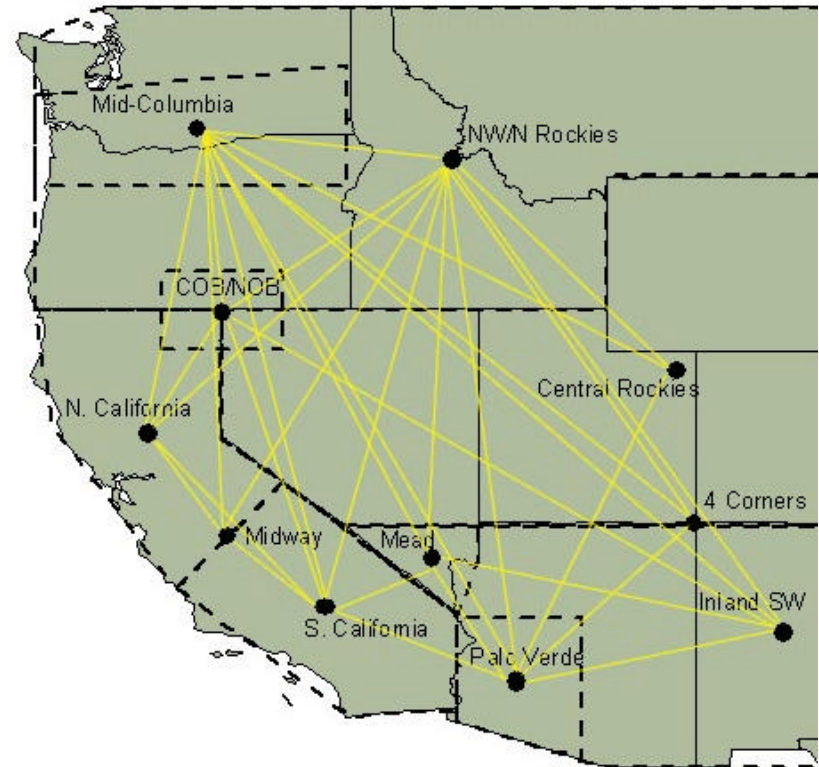 Mid-Columbia
NW/N Rockies
COB/NOB
Central Rockies
N. California
4 Corners
Midway
Mead
Inland SW
S. California
Palo Verde